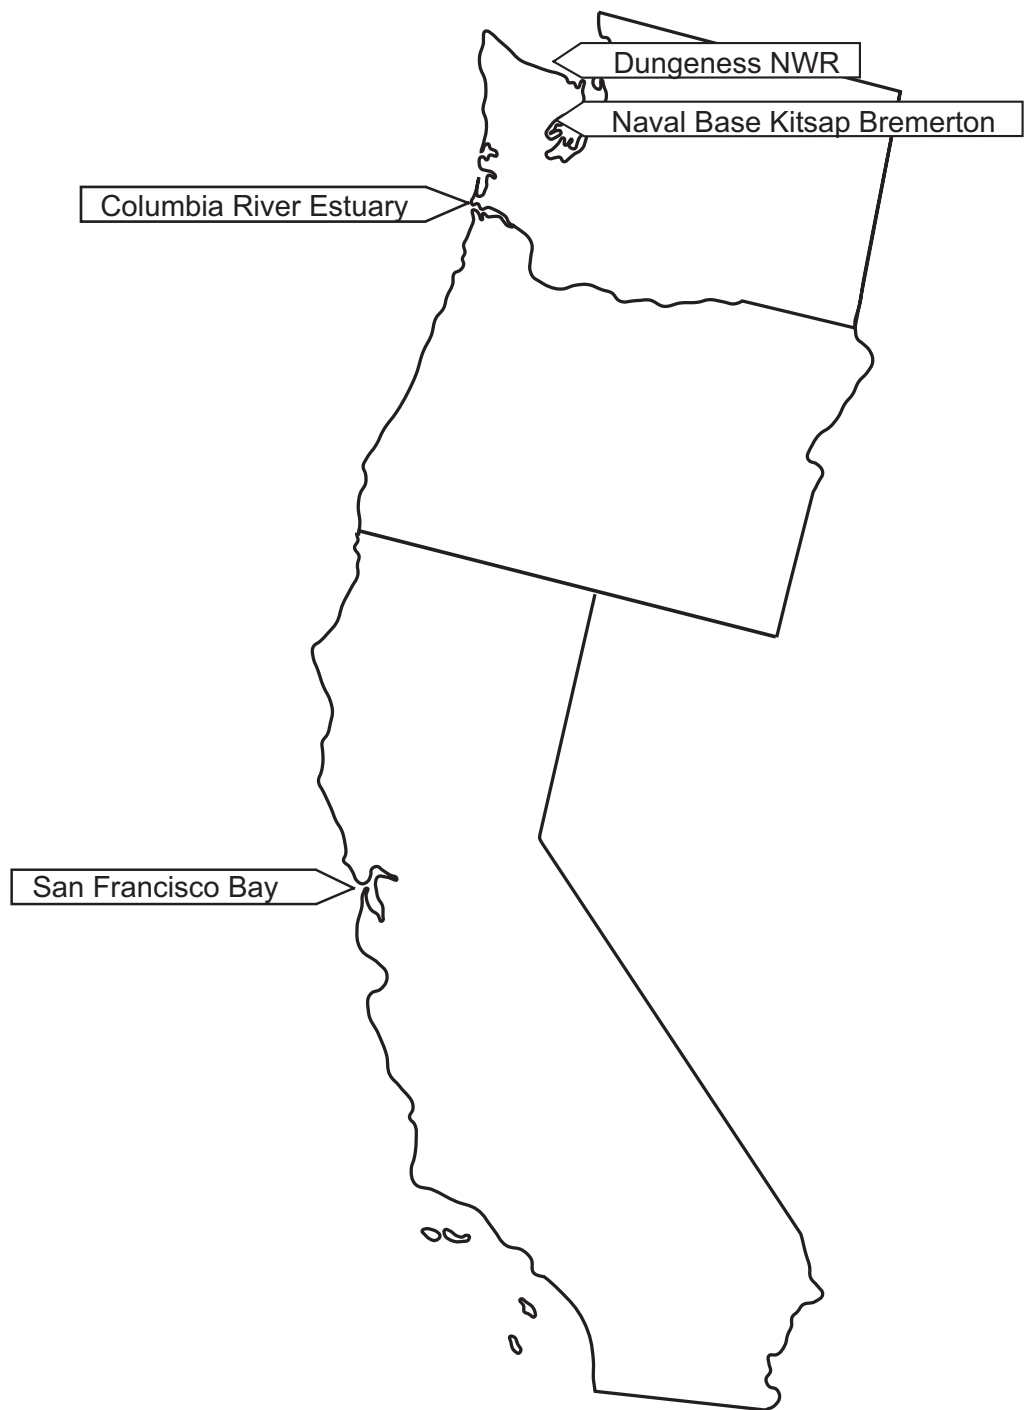 Dungeness NWR
Naval Base Kitsap Bremerton
Columbia River Estuary
San Francisco Bay